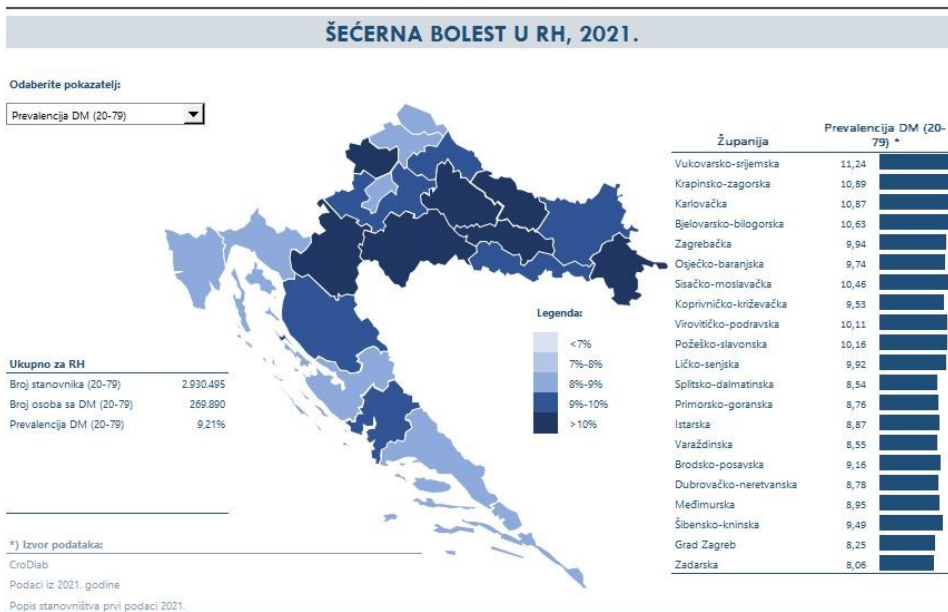 ŠEĆERNA BOLEST U RH, 2021.
Odaberite pokazatelj:
Prevalencija DM (20-79)
Ukupno za RH
Broj stanovnika (20-79) 2.930.495
Broj osoba sa DM (20-79) 269.890
Prevalencija DM (20-79) 9,21%
*) Izvor podataka:
CroDiab
Podaci iz 2021. godine
Popis stanovništva prvi podaci 2021.
Legenda:
<7%
7%-8%
8%-9%
9%-10%
>10%
Županija Prevalencija DM (20-
79) *
Vukovarsko-srijemska 11,24
Krapinsko-zagorska 10,89
Karlovačka 10,87
Bjelovarsko-bilogorska 10,63
Zagrebačka 9,94
Osječko-baranjska 9,74
Sisačko-moslavačka 10,46
Koprivničko-križevačka 9,53
Virovitičko-podravska 10,11
Požeško-slavonska 10,16
Ličko-senjska 9,92
Splitsko-dalmatinska 8,54
Primorsko-goranska 8,76
Istarska 8,87
Varaždinska 8,55
Brodsko-posavska 9,16
Dubrovačko-neretvanska 8,78
Međimurska 8,95
Šibensko-kninska 9,49
Grad Zagreb 8,25
Zadarska 8,06